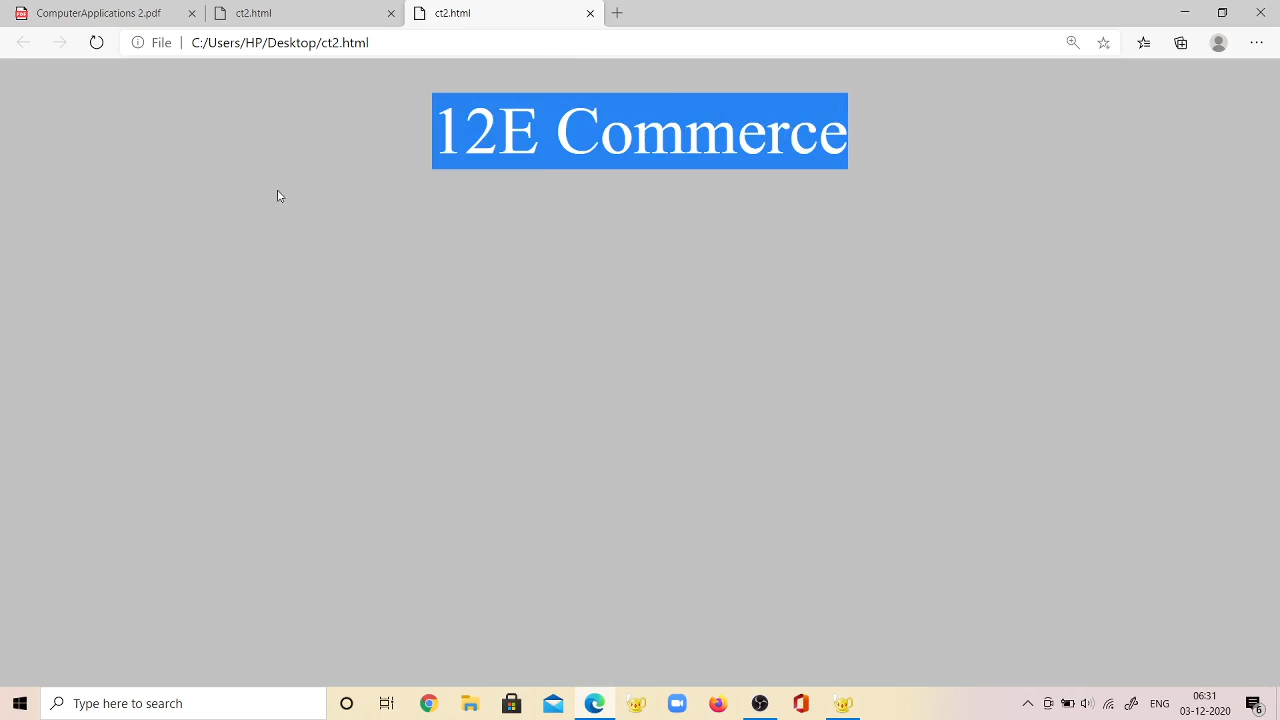 ComputerApplications 2.pdf
ct2.html
ct2.html
File
C:/Users/HP/Desktop/ct2.html
12E Commerce
Type here to search
ENG
06:31
03-12-2020
6